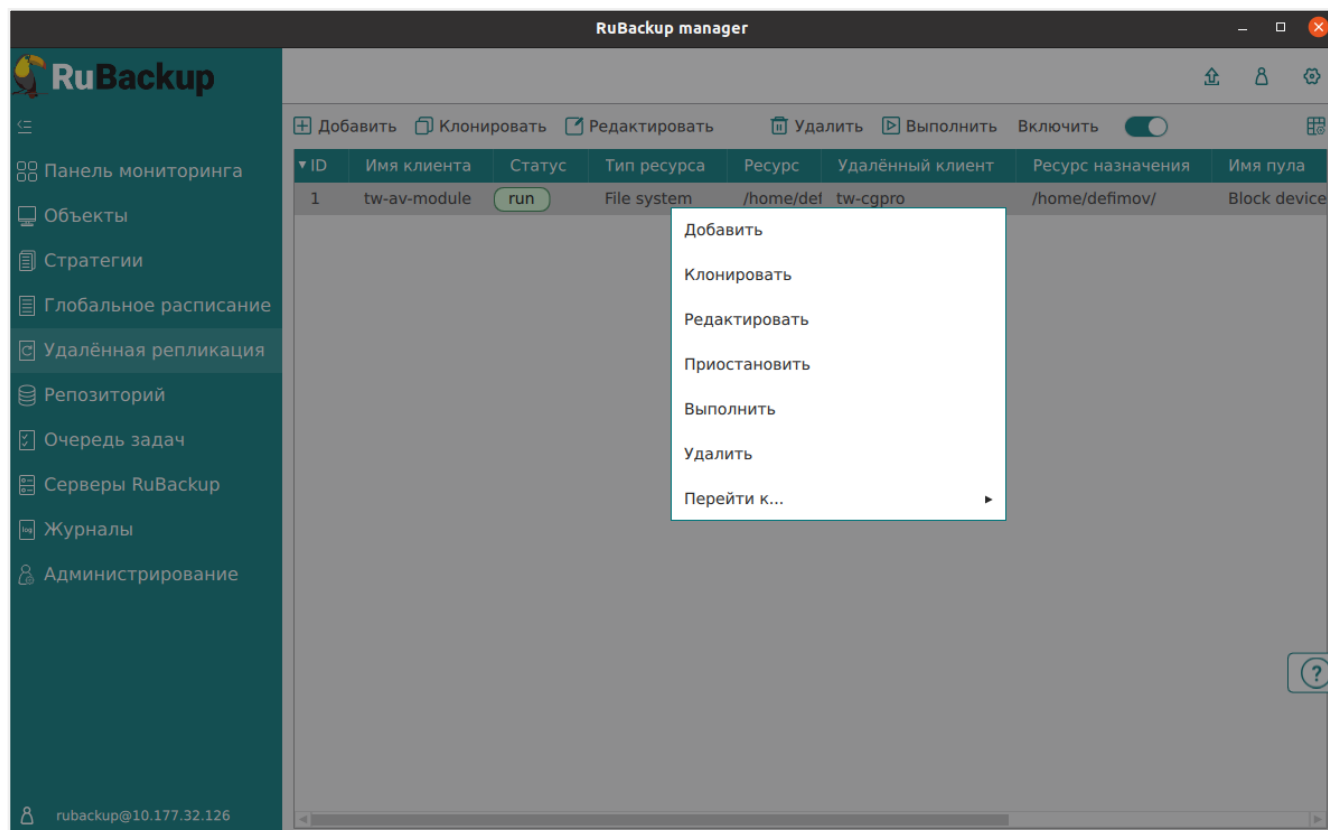 RuBackup manager
RuBackup
Добавить Клонировать Редактировать Удалить Выполнить Включить
ID Имя клиента Статус Тип ресурса Ресурс Удалённый клиент Ресурс назначения Имя пула
1 tw-av-module run File system /home/def tw-cgpro /home/defimov/ Block device
Панель мониторинга
Объекты
Стратегии
Глобальное расписание
Удалённая репликация
Репозиторий
Очередь задач
Серверы RuBackup
log Журналы
Администрирование
Добавить
Клонировать
Редактировать
Приостановить
Выполнить
Удалить
Перейти к...
?
rubackup@10.177.32.126